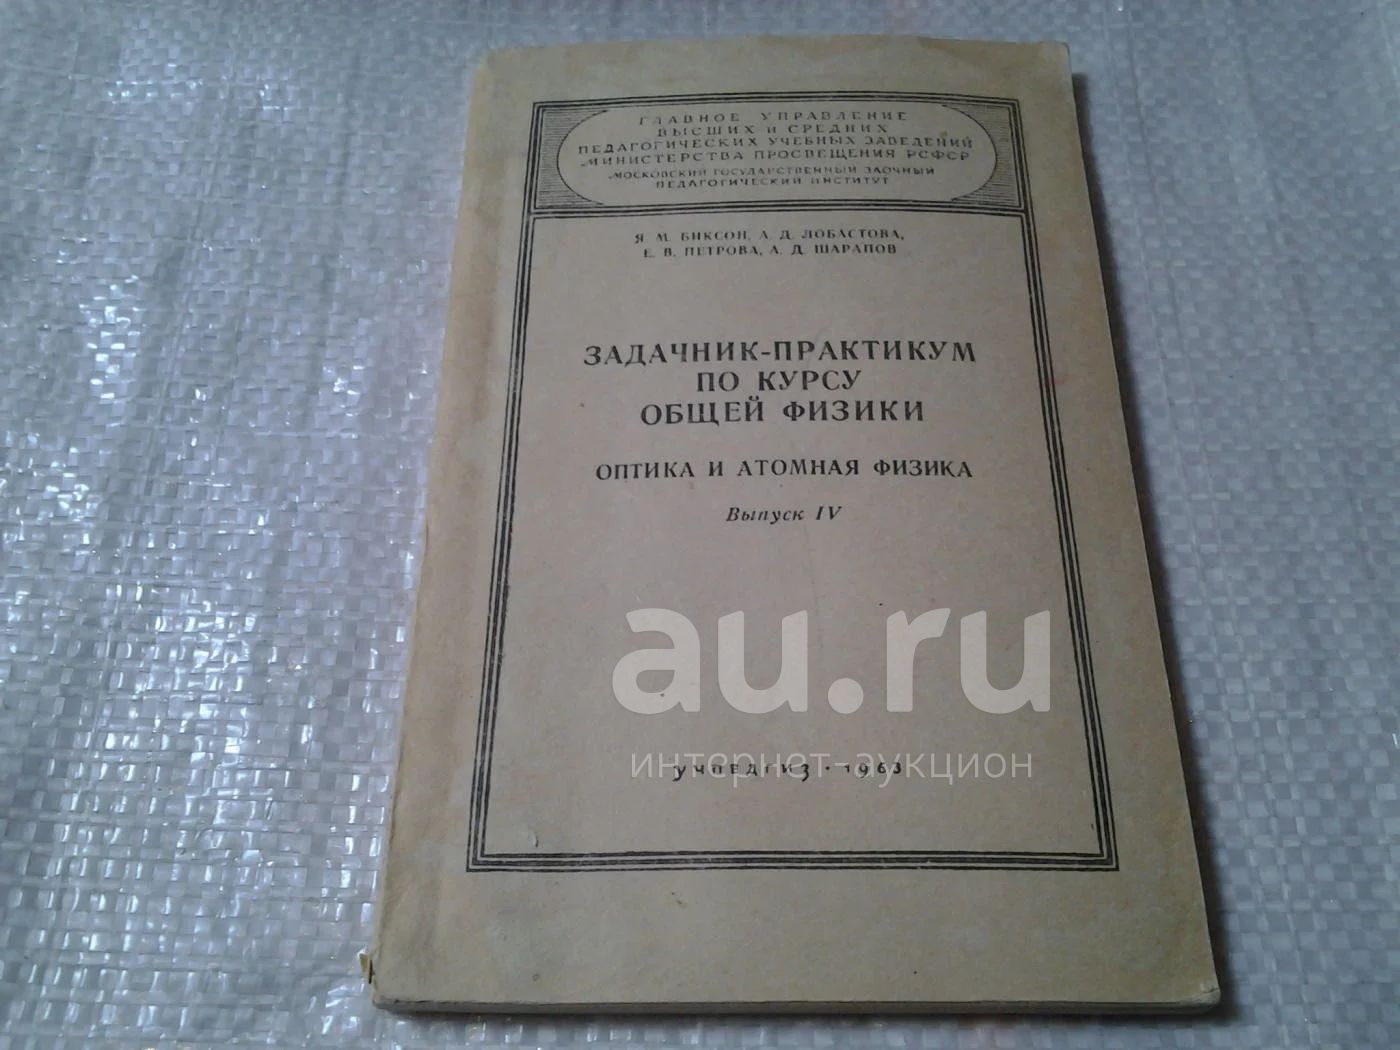 ГЛАВНОЕ УПРАВЛЕНИЕ
ВЫСШИХ И СРЕДНИХ
ПЕДАГОГИЧЕСКИХ УЧЕБНЫХ ЗАВЕДЕНИЙ
МИНИСТЕРСТВА ПРОСВЕЩЕНИЯ РСФСР
МОСКОВСКИЙ ГОСУДАРСТВЕННЫЙ ЗАОЧНЫЙ
ПЕДАГОГИЧЕСКИЙ ИНСТИТУТ
Я. М. БИКСОН, А. Д. ЛОБАСТОВА,
Е. В. ПЕТРОВА, А. Д. ШАРАПОВ
ЗАДАЧНИК-ПРАКТИКУМ
ПО КУРСУ
ОБЩЕЙ ФИЗИКИ
ОПТИКА И АТОМНАЯ ФИЗИКА
Выпуск IV
au.ru
интернет-аукцион
УЧПЕДГИЗ · 1963